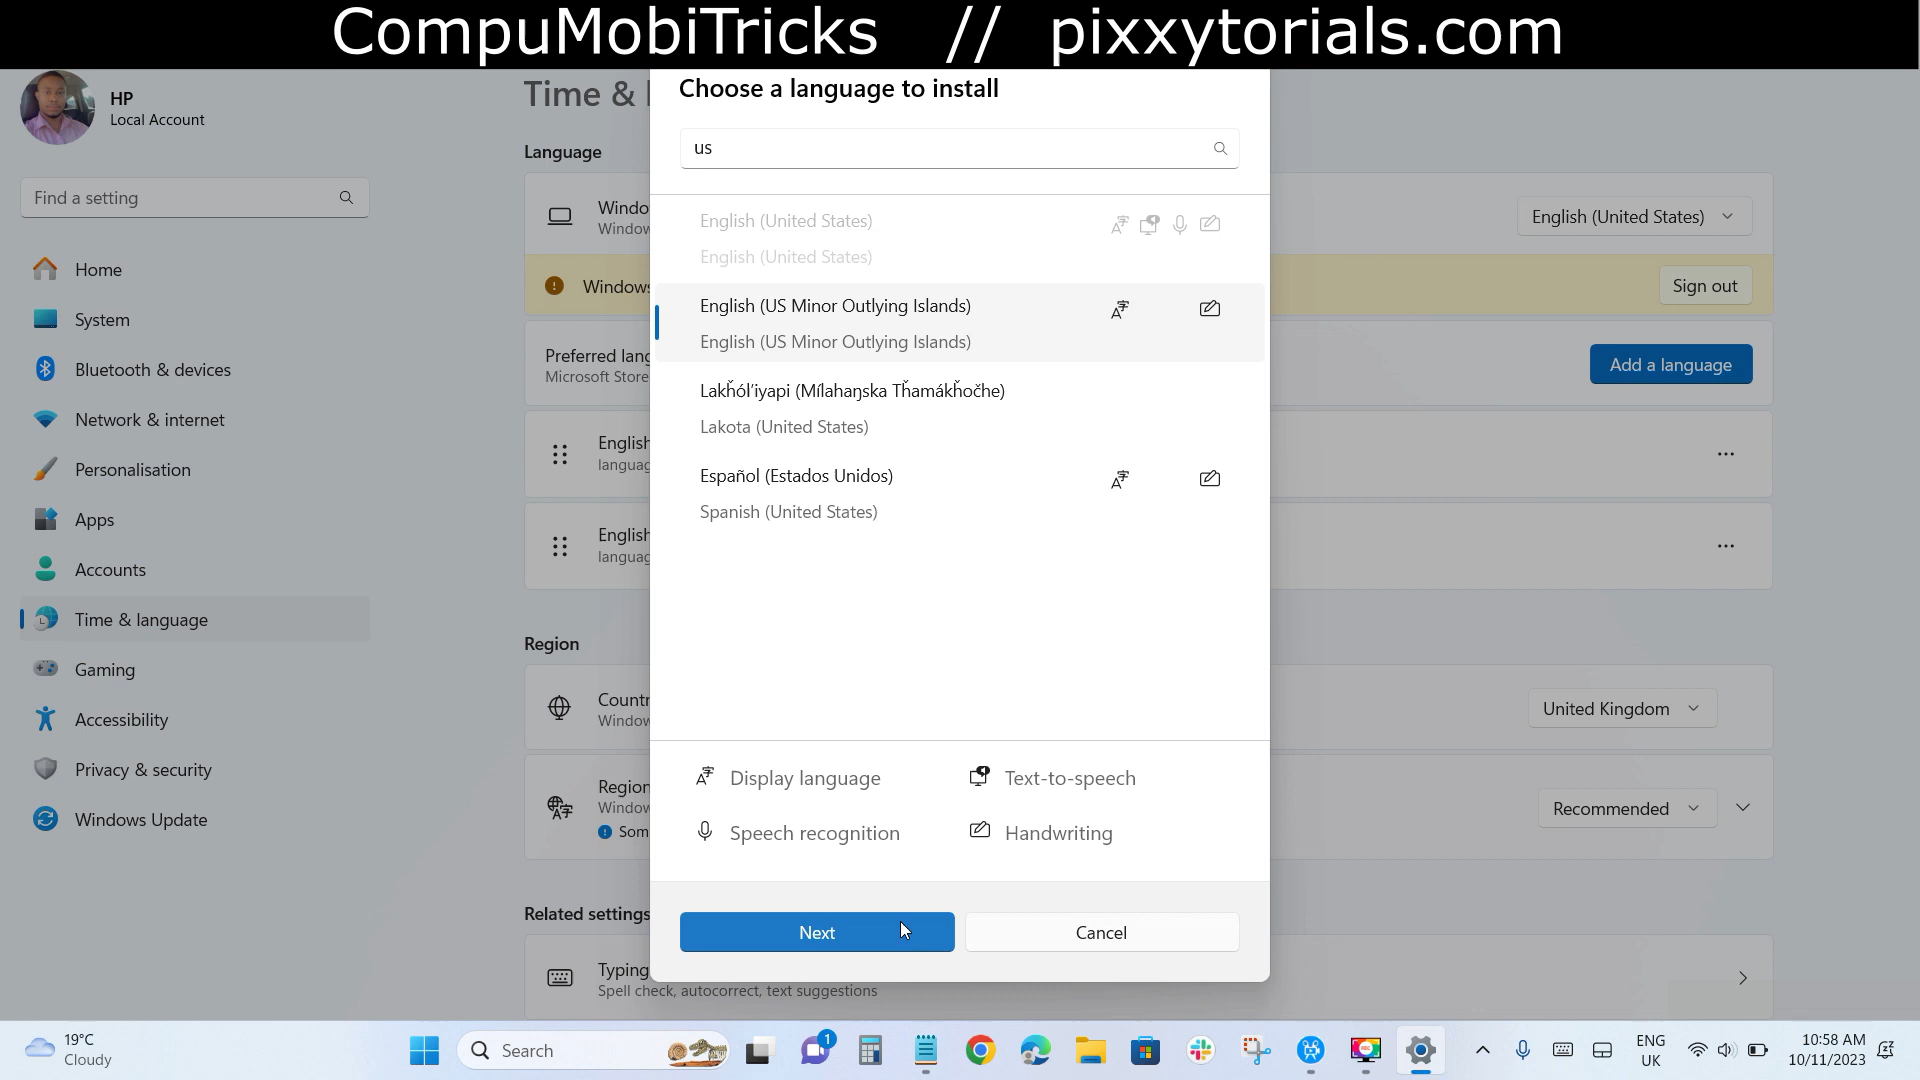 CompuMobiTricks // pixxytorials.com
HP
Local Account
Find a setting
Home
System
Bluetooth & devices
Network & internet
Personalisation
Apps
Accounts
Time & language
Gaming
Accessibility
Privacy & security
Windows Update
Time &
Language
Windo
Window
English (United States)
Windows
Sign out
Preferred lang
Microsoft Store
Add a language
English
languag
English
languag
Region
Countr
Window
United Kingdom
Region
Window
Som
Recommended
Related settings
Typing
Spell check, autocorrect, text suggestions
Choose a language to install
us
English (United States)
English (United States)
English (US Minor Outlying Islands)
English (US Minor Outlying Islands)
Lakȟólʼiyapi (Mílahaŋska Tȟamákȟočhe)
Lakota (United States)
Español (Estados Unidos)
Spanish (United States)
Display language
Text-to-speech
Speech recognition
Handwriting
Next
Cancel
19°C
Cloudy
Search
1
ENG
UK
10:58 AM
10/11/2023